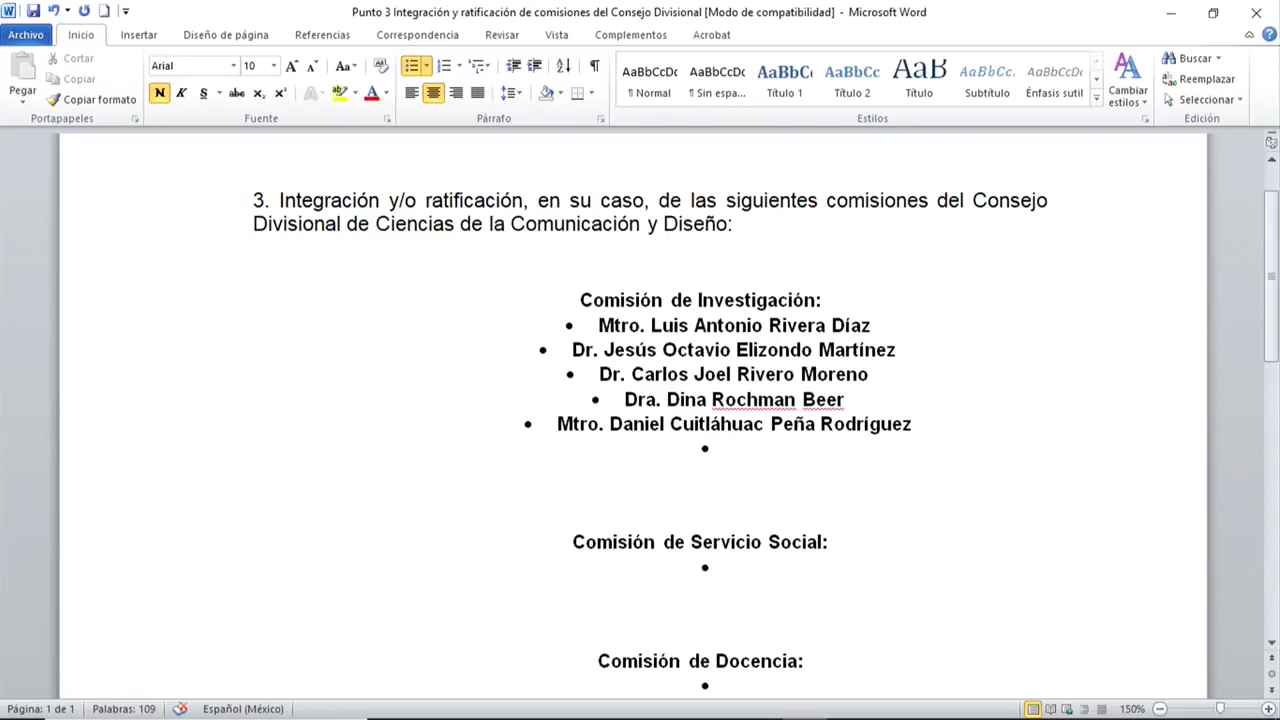 Punto 3 Integración y ratificación de comisiones del Consejo Divisional [Modo de compatibilidad] - Microsoft Word
Archivo Inicio Insertar Diseño de página Referencias Correspondencia Revisar Vista Complementos Acrobat
Pegar
Cortar
Copiar
Copiar formato
Portapapeles
Arial 10
Fuente
Párrafo
AaBbCcDc AaBbCcDc AaBbC AaBbCc AaB AaBbCc. AaBbCcDc
¶ Normal ¶ Sin espa... Título 1 Título 2 Título Subtítulo Énfasis sutil
Cambiar estilos
Estilos
Buscar
Reemplazar
Seleccionar
Edición
3. Integración y/o ratificación, en su caso, de las siguientes comisiones del Consejo
Divisional de Ciencias de la Comunicación y Diseño:
Comisión de Investigación:
• Mtro. Luis Antonio Rivera Díaz
• Dr. Jesús Octavio Elizondo Martínez
• Dr. Carlos Joel Rivero Moreno
• Dra. Dina Rochman Beer
• Mtro. Daniel Cuitláhuac Peña Rodríguez
•
Comisión de Servicio Social:
•
Comisión de Docencia:
•
Página: 1 de 1 Palabras: 109 Español (México) 150%